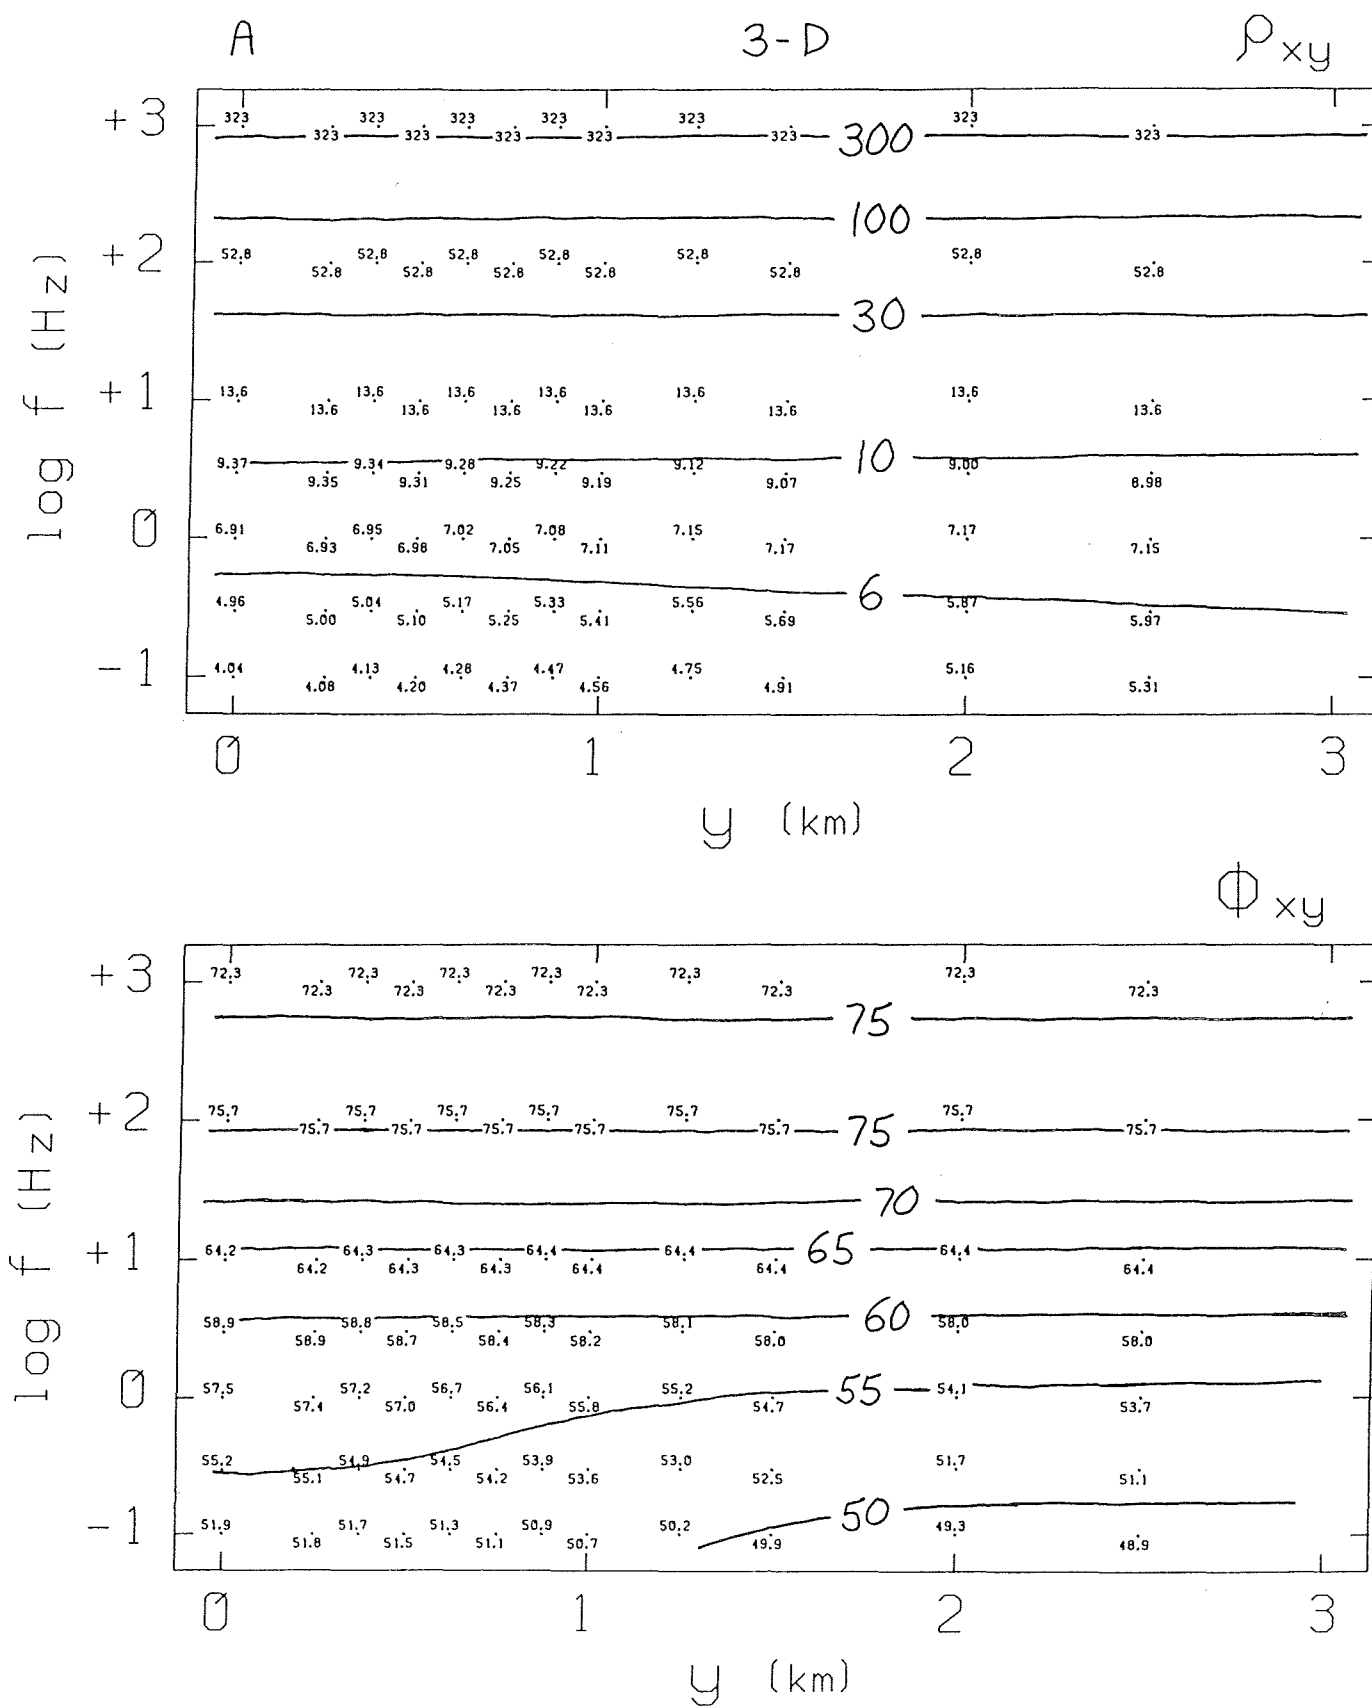 A 3-D ρxy
+3 323 323 323 323 323 323
323 323 323 323 323 323 300
100
+2 52.8 52.8 52.8 52.8 52.8 52.8
52.8 52.8 52.8 52.8 52.8 52.8
30
+1 13.6 13.6 13.6 13.6 13.6 13.6
13.6 13.6 13.6 13.6 13.6 13.6
10
9.37 9.34 9.28 9.22 9.12 9.00
9.35 9.31 9.25 9.19 9.07 8.98
0 6.91 6.95 7.02 7.08 7.15 7.17
6.93 6.98 7.05 7.11 7.17 7.15
6
4.96 5.04 5.17 5.33 5.56 5.87
5.00 5.10 5.25 5.41 5.69 5.97
-1 4.04 4.13 4.28 4.47 4.75 5.16
4.08 4.20 4.37 4.56 4.91 5.31
log f (Hz)
0 1 2 3
y (km)
Φxy
+3 72.3 72.3 72.3 72.3 72.3 72.3
72.3 72.3 72.3 72.3 72.3 72.3
75
+2 75.7 75.7 75.7 75.7 75.7 75.7
75.7 75.7 75.7 75.7 75.7 75 75.7
70
+1 64.2 64.3 64.3 64.4 64.4 65 64.4
64.2 64.3 64.3 64.4 64.4 64.4
60
58.9 58.8 58.5 58.3 58.1 58.0
58.9 58.7 58.4 58.2 58.0 58.0
0 57.5 57.2 56.7 56.1 55.2 55 54.1
57.4 57.0 56.4 55.8 54.7 53.7
55.2 54.9 54.5 53.9 53.0 51.7
55.1 54.7 54.2 53.6 52.5 51.1
50
-1 51.9 51.7 51.3 50.9 50.2 49.3
51.8 51.5 51.1 50.7 49.9 48.9
log f (Hz)
0 1 2 3
y (km)